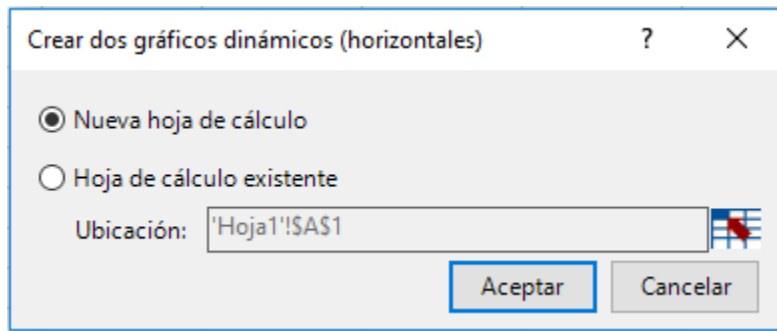 Crear dos gráficos dinámicos (horizontales) ?
Nueva hoja de cálculo
Hoja de cálculo existente
Ubicación: 'Hoja1'!$A$1
Aceptar Cancelar